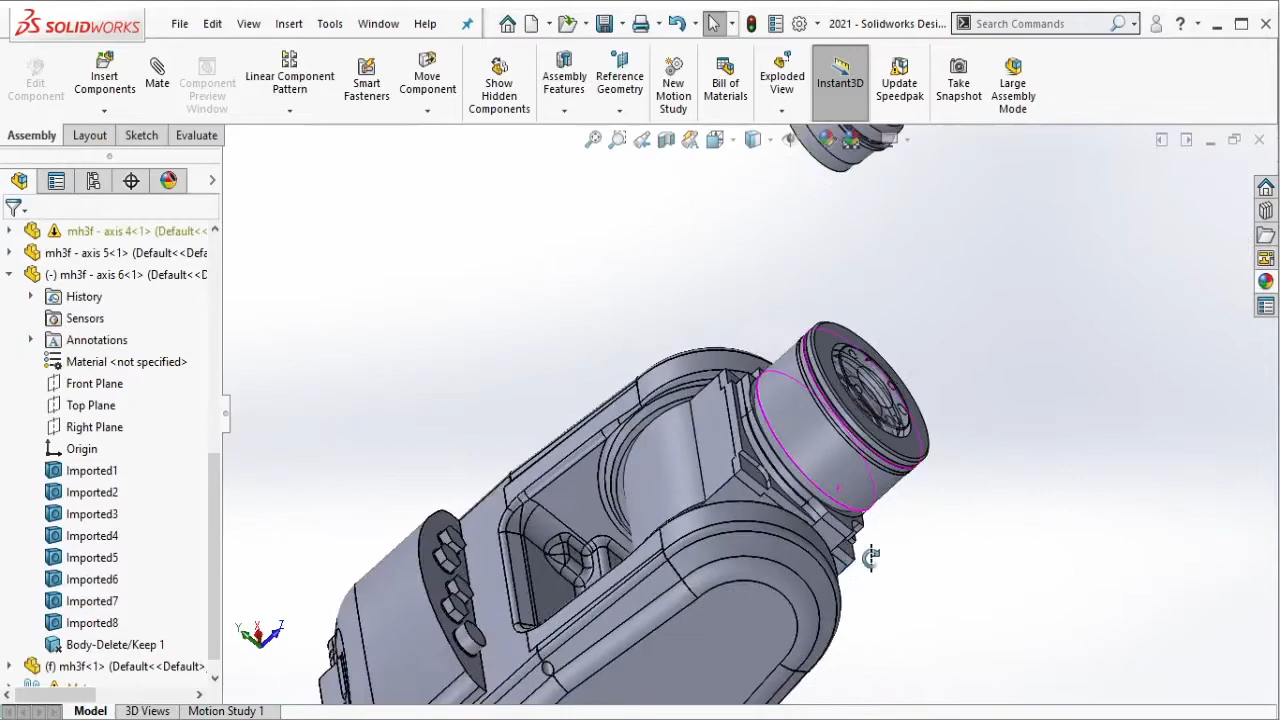 SOLIDWORKS File Edit View Insert Tools Window Help 2021 - Solidworks Desi... Search Commands ?
Edit Component
Insert Components
Mate
Component Preview Window
Linear Component Pattern
Smart Fasteners
Move Component
Show Hidden Components
Assembly Features
Reference Geometry
New Motion Study
Bill of Materials
Exploded View
Instant3D
Update Speedpak
Take Snapshot
Large Assembly Mode
Assembly Layout Sketch Evaluate
mh3f - axis 4<1> (Default<<
mh3f - axis 5<1> (Default<<Defa
(-) mh3f - axis 6<1> (Default<<D
History
Sensors
Annotations
Material <not specified>
Front Plane
Top Plane
Right Plane
Origin
Imported1
Imported2
Imported3
Imported4
Imported5
Imported6
Imported7
Imported8
Body-Delete/Keep 1
(f) mh3f<1> (Default<<Default>
Y X Z
Model 3D Views Motion Study 1